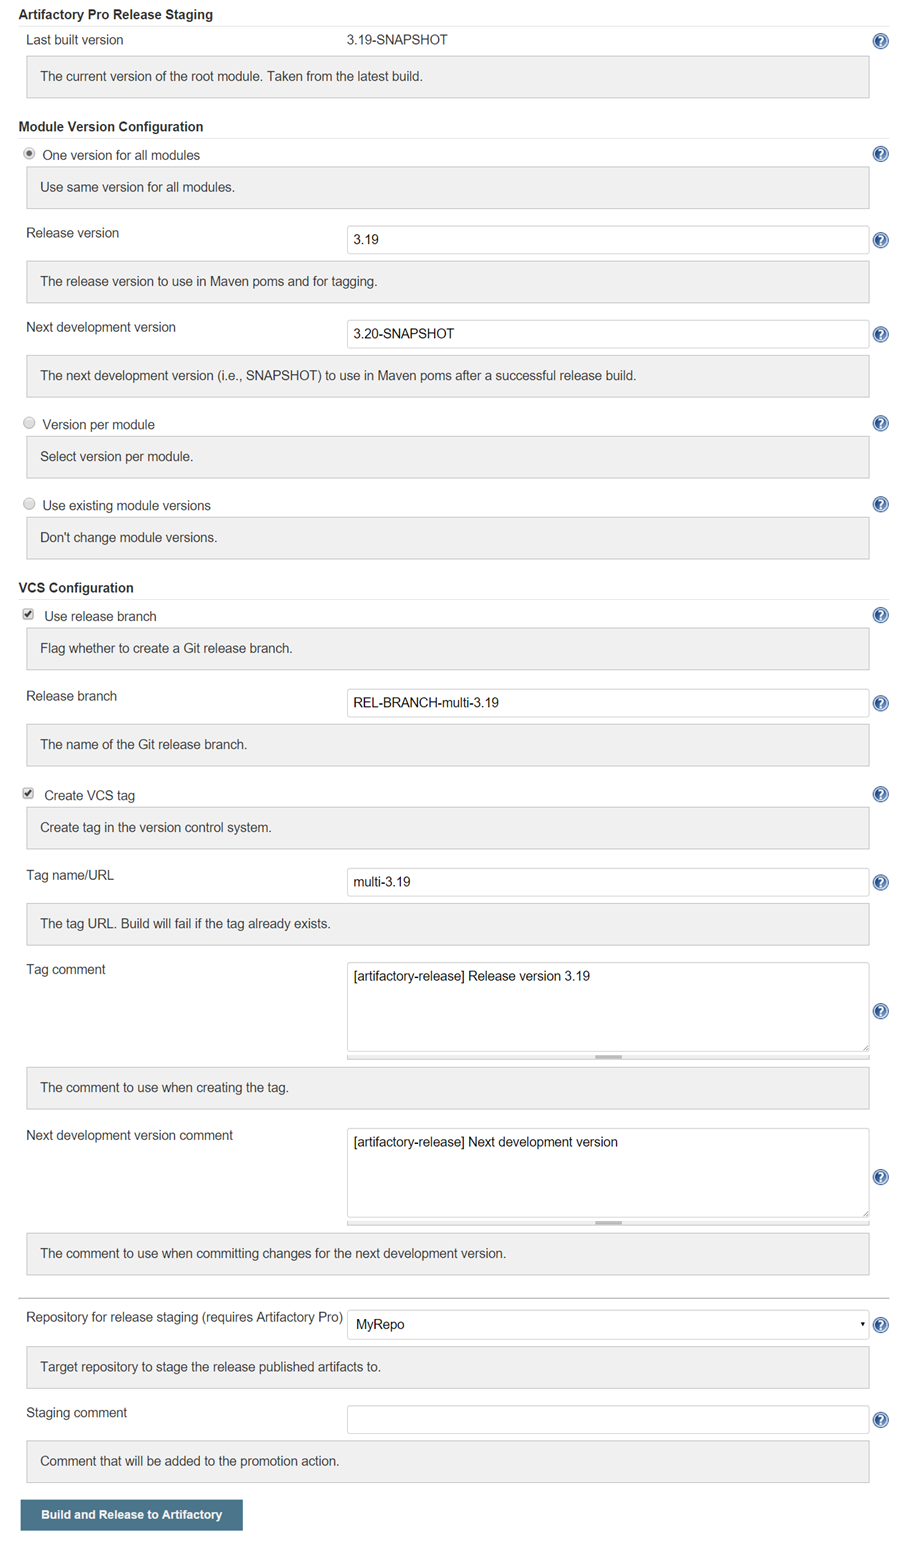 Artifactory Pro Release Staging
Last built version 3.19-SNAPSHOT
The current version of the root module. Taken from the latest build.
Module Version Configuration
One version for all modules
Use same version for all modules.
Release version 3.19
The release version to use in Maven poms and for tagging.
Next development version 3.20-SNAPSHOT
The next development version (i.e., SNAPSHOT) to use in Maven poms after a successful release build.
Version per module
Select version per module.
Use existing module versions
Don't change module versions.
VCS Configuration
Use release branch
Flag whether to create a Git release branch.
Release branch REL-BRANCH-multi-3.19
The name of the Git release branch.
Create VCS tag
Create tag in the version control system.
Tag name/URL multi-3.19
The tag URL. Build will fail if the tag already exists.
Tag comment [artifactory-release] Release version 3.19
The comment to use when creating the tag.
Next development version comment [artifactory-release] Next development version
The comment to use when committing changes for the next development version.
Repository for release staging (requires Artifactory Pro) MyRepo
Target repository to stage the release published artifacts to.
Staging comment
Comment that will be added to the promotion action.
Build and Release to Artifactory